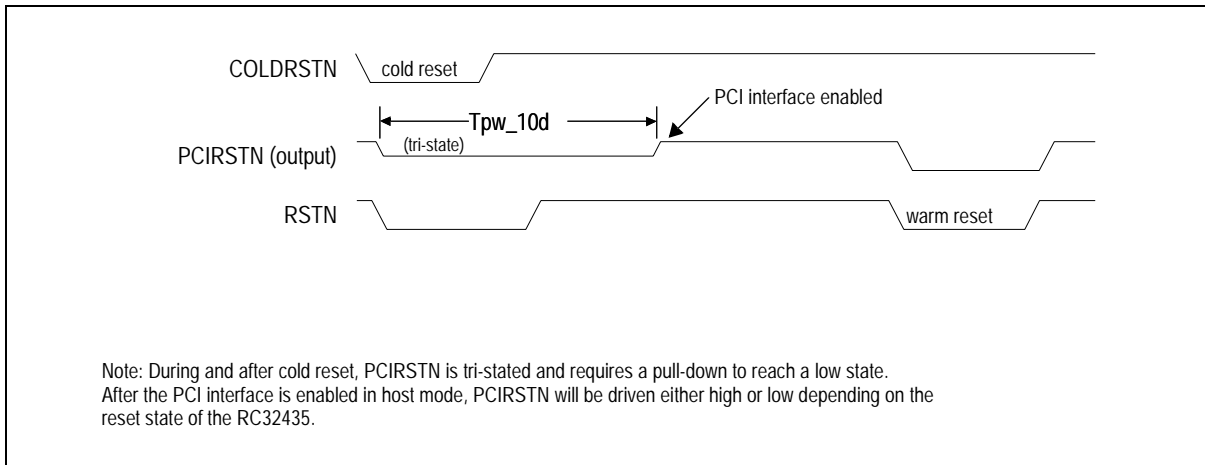 COLDRSTN
cold reset
PCI interface enabled
Tpw_10d
(tri-state)
PCIRSTN (output)
RSTN
warm reset
Note: During and after cold reset, PCIRSTN is tri-stated and requires a pull-down to reach a low state.
After the PCI interface is enabled in host mode, PCIRSTN will be driven either high or low depending on the
reset state of the RC32435.